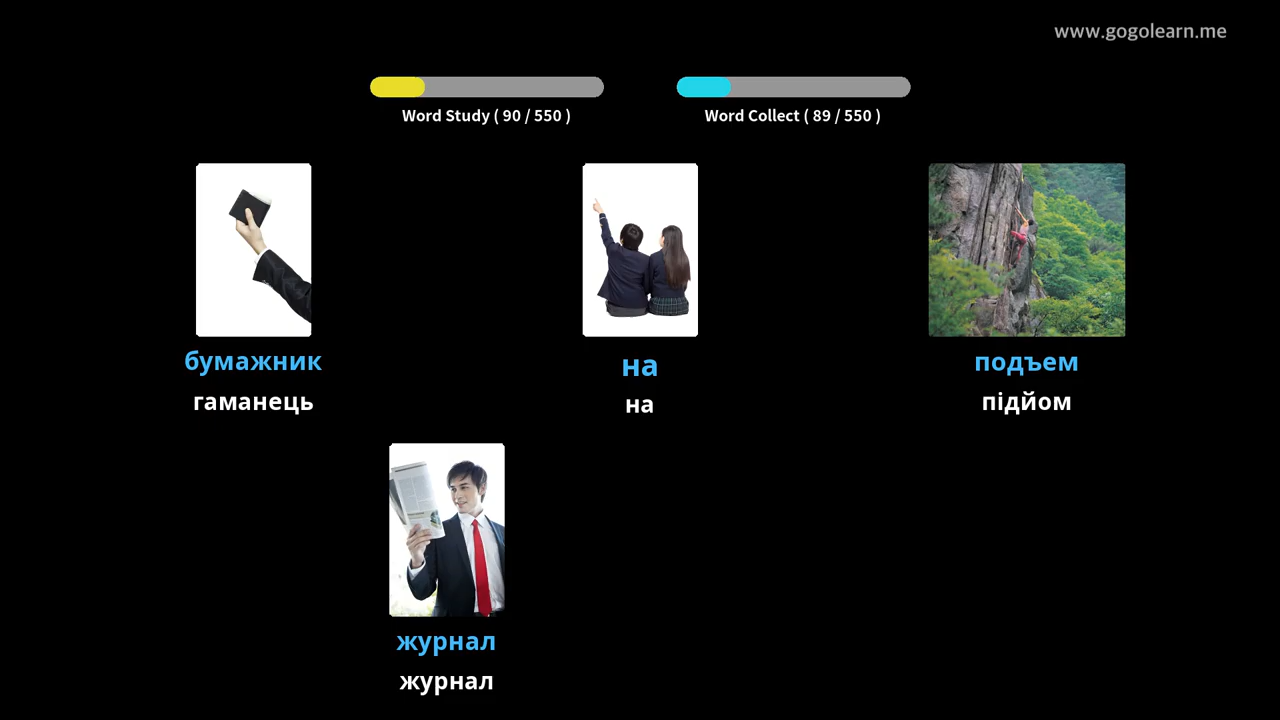 www.gogolearn.me
Word Study ( 90 / 550 )
Word Collect ( 89 / 550 )
бумажник
гаманець
на
на
подъем
підйом
журнал
журнал